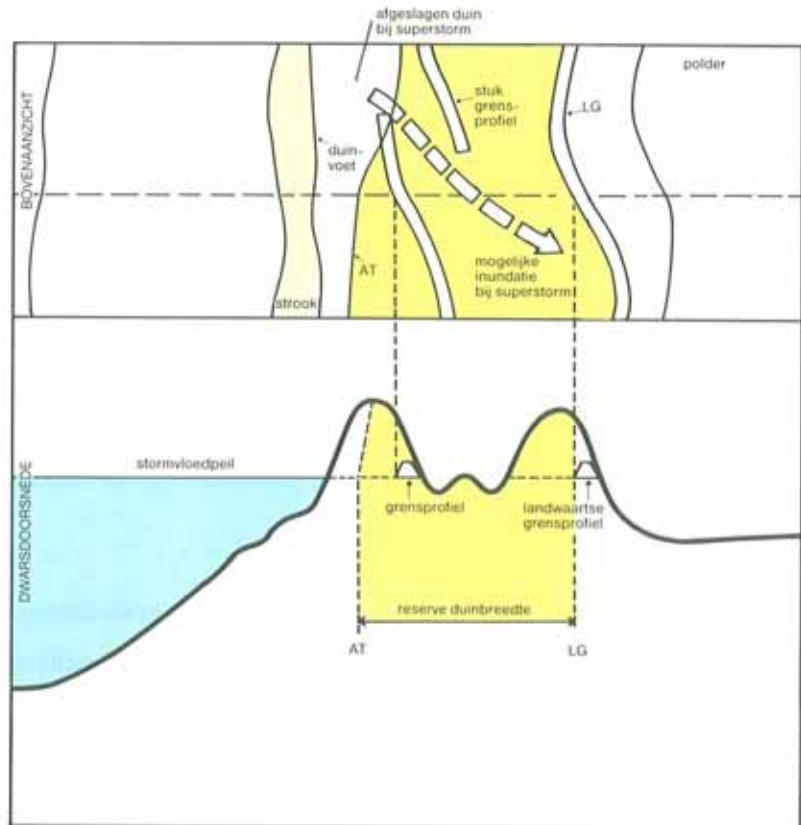 afgeslagen duin
bij superstorm
BOVENAANZICHT
polder
stuk
grens-
profiel
LG
duin-
voet
AT
mogelijke
inundatie
bij superstorm
strook
DWARSDOORSNEDE
stormvloedpeil
grensprofiel
landwaartse
grensprofiel
reserve duinbreedte
AT
LG